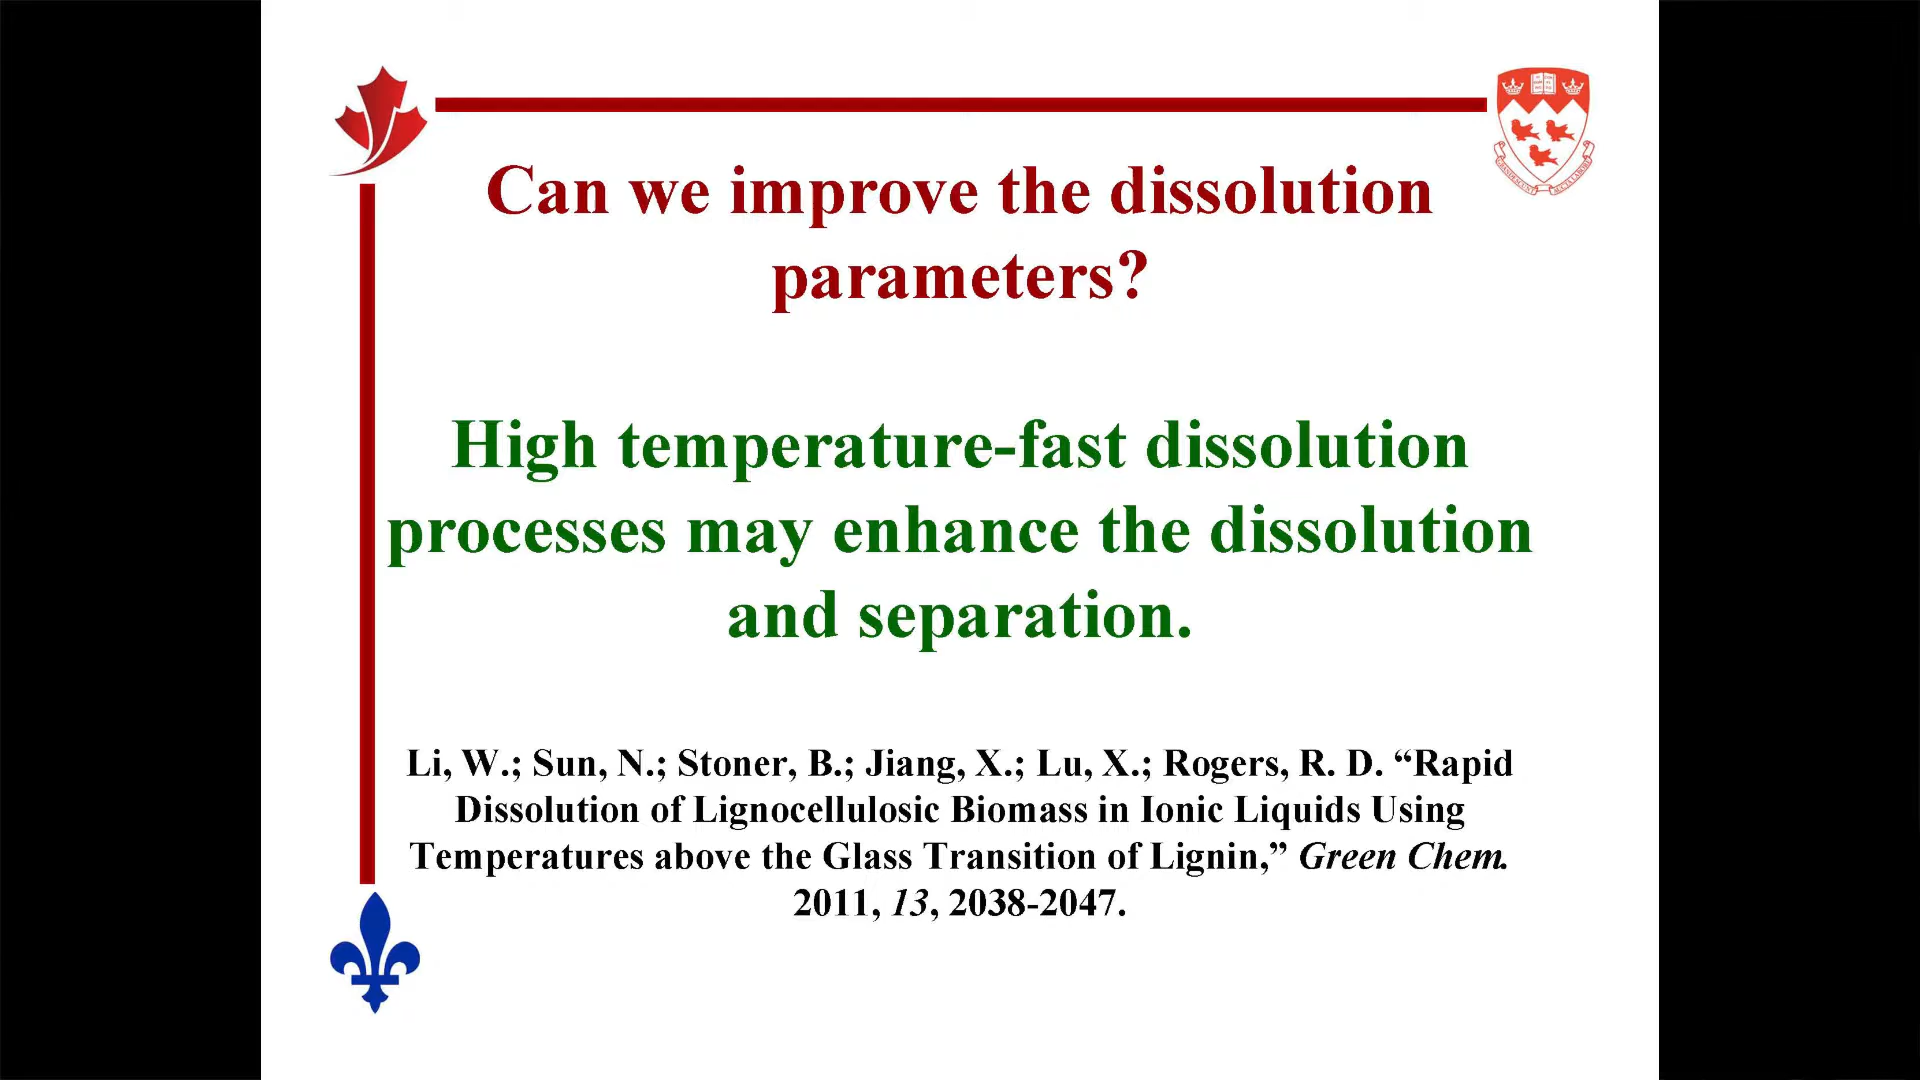 Can we improve the dissolution
parameters?
High temperature-fast dissolution
processes may enhance the dissolution
and separation.
Li, W.; Sun, N.; Stoner, B.; Jiang, X.; Lu, X.; Rogers, R. D. “Rapid
Dissolution of Lignocellulosic Biomass in Ionic Liquids Using
Temperatures above the Glass Transition of Lignin,” Green Chem.
2011, 13, 2038-2047.